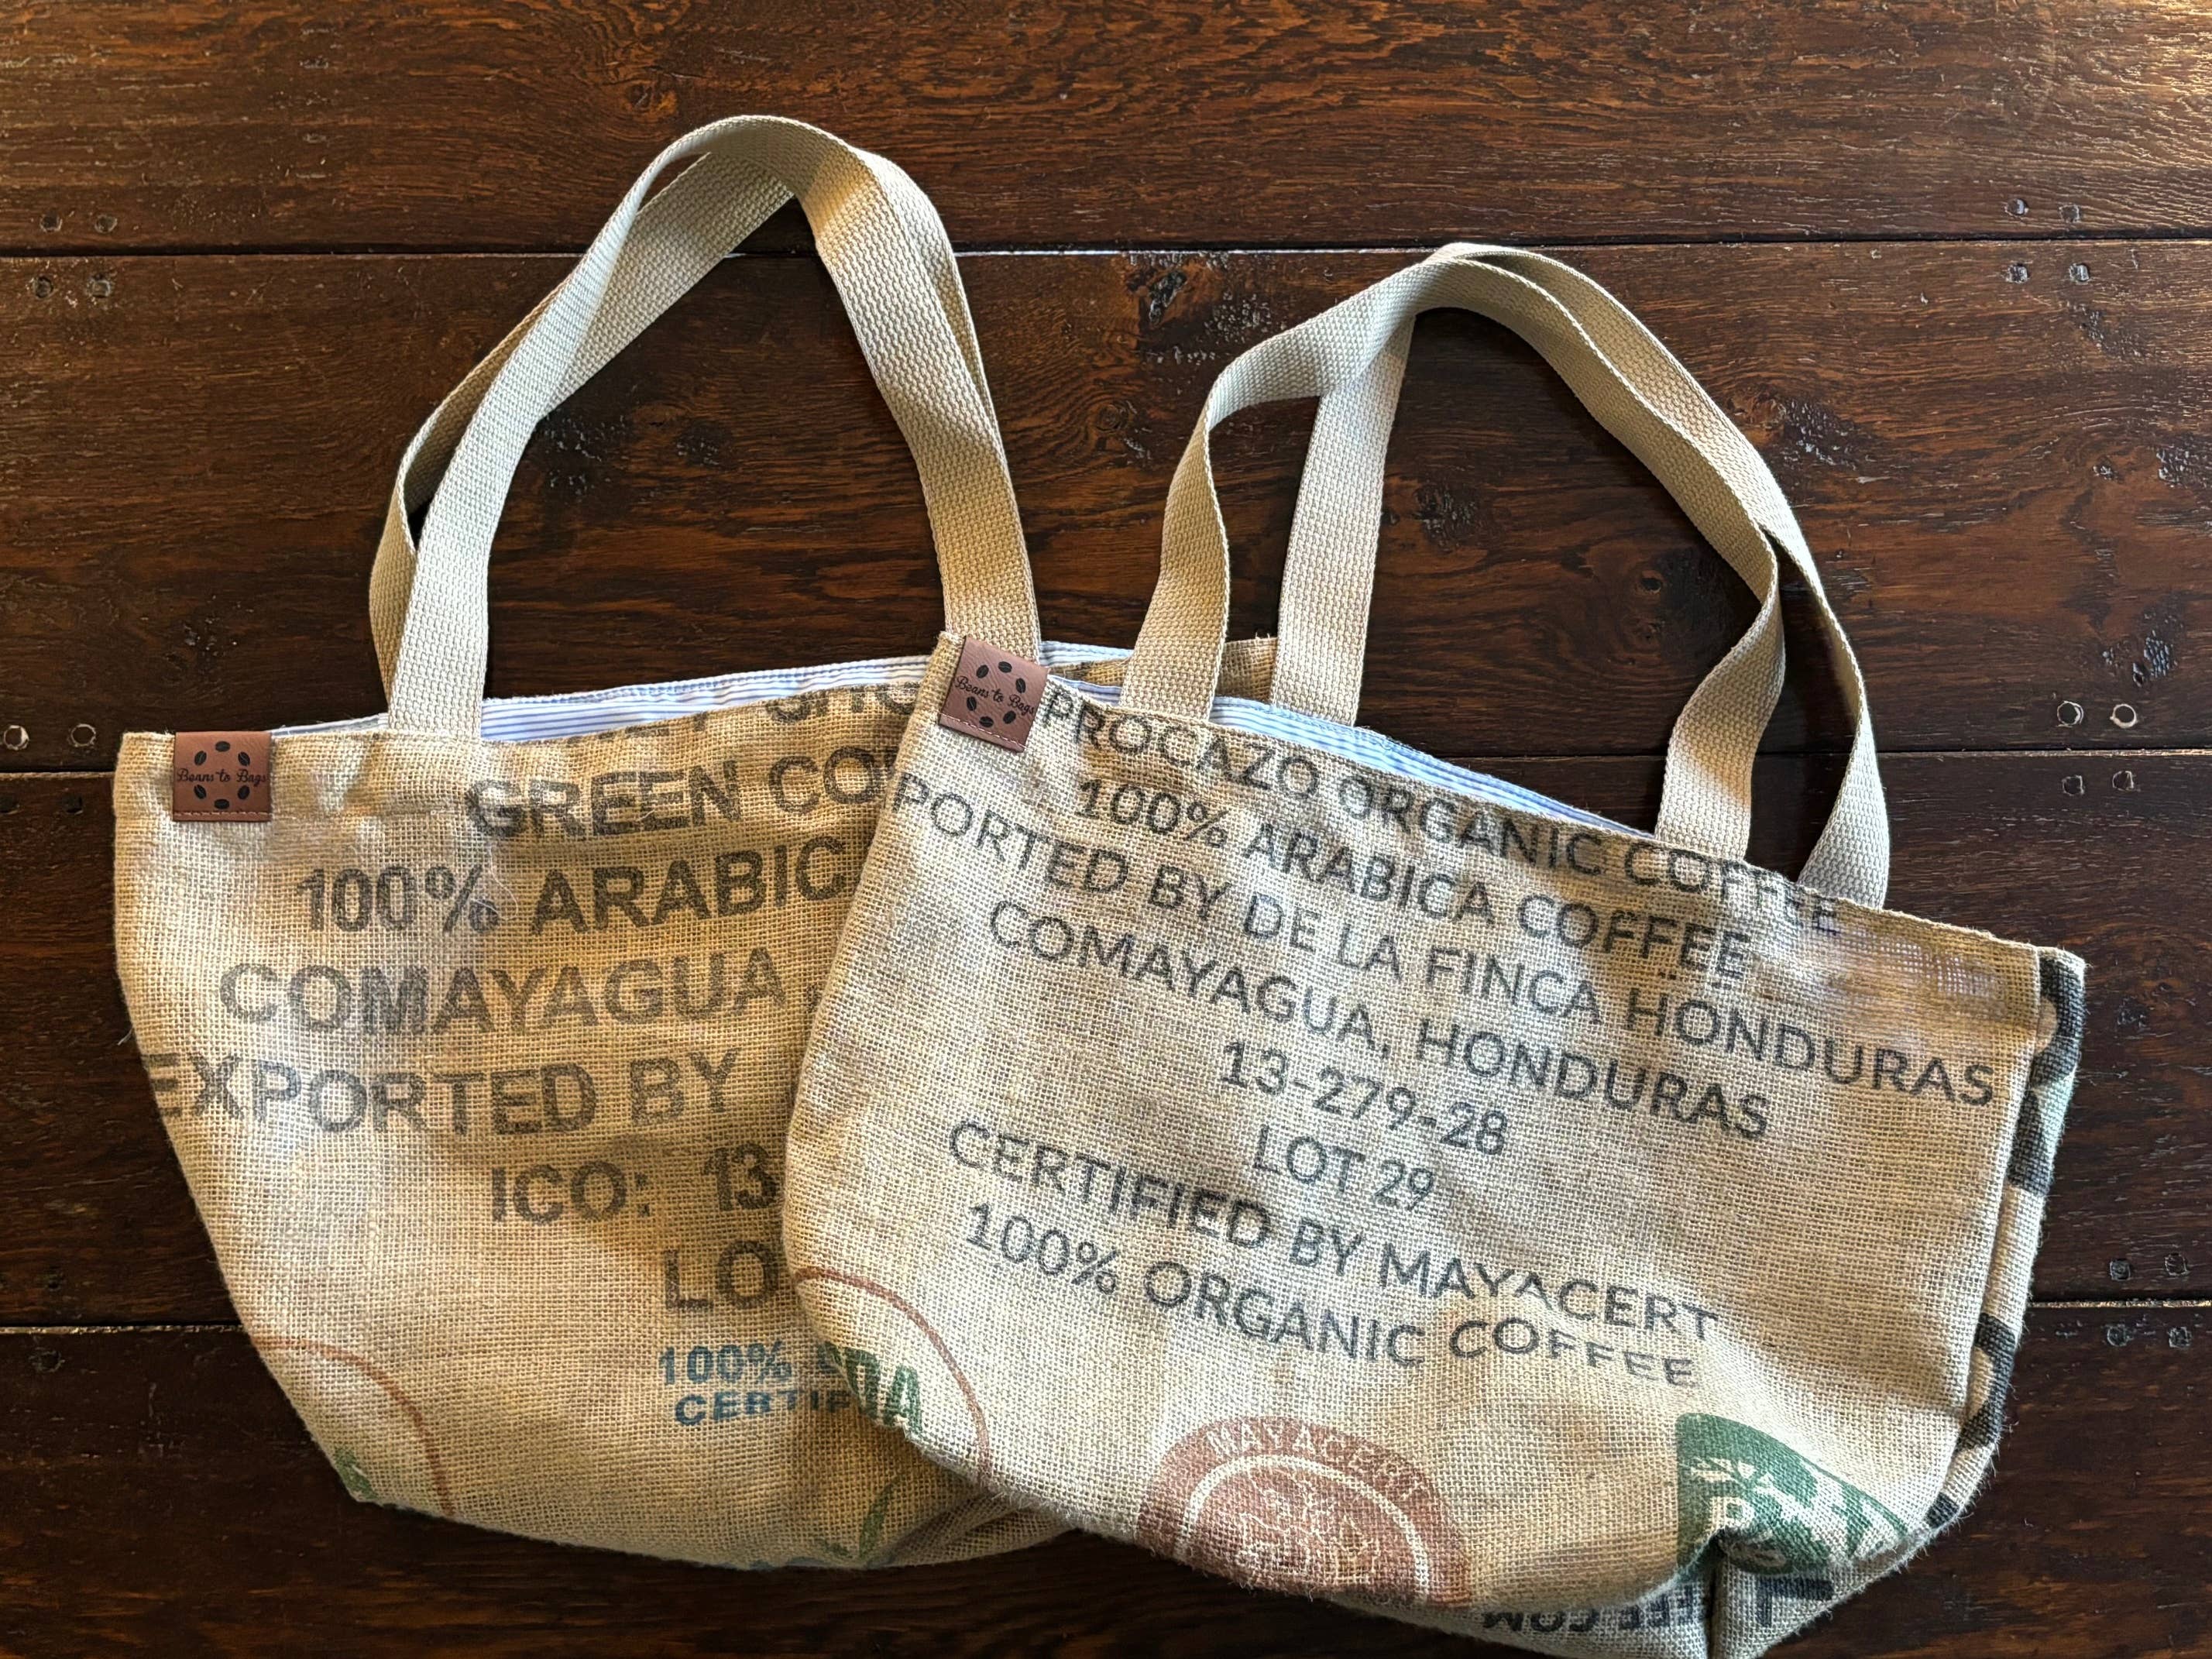 Beans to Bags
GREEN CO
100% ARABIC
COMAYAGUA
EXPORTED BY
ICO: 13
LO
100%
CERTIF
Beans to Bags
PROCAZO ORGANIC COFFEE
100% ARABICA COFFEE
PORTED BY DE LA FINCA HONDURAS
COMAYAGUA, HONDURAS
13-279-28
LOT 29
CERTIFIED BY MAYACERT
100% ORGANIC COFFEE
DA
MAYACERT